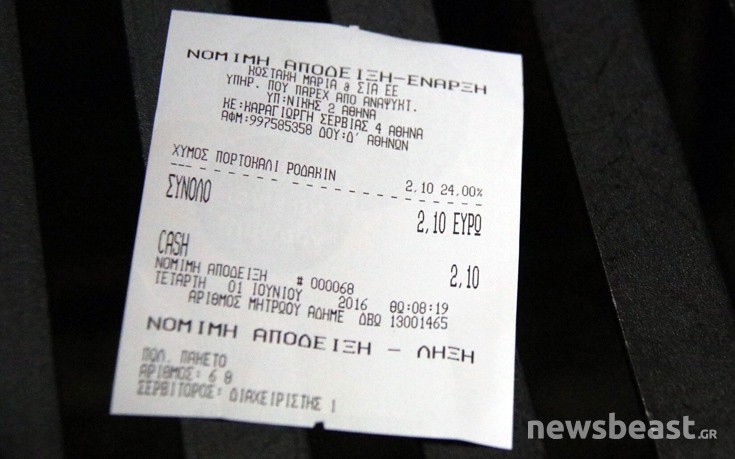 ΝΟΜΙΜΗ ΑΠΟΔΕΙΞΗ-ΕΝΑΡΞΗ
ΚΩΣΤΑΚΗ ΜΑΡΙΑ & ΣΙΑ ΕΕ
ΥΠΗΡ. ΠΟΥ ΠΑΡΕΧ ΑΠΟ ΑΝΑΨΥΚΤ.
ΥΠ:ΝΙΚΗΣ 2 ΑΘΗΝΑ
ΚΕ:ΚΑΡΑΓΙΩΡΓΗ ΣΕΡΒΙΑΣ 4 ΑΘΗΝΑ
ΑΦΜ:997585358 ΔΟΥ:Δ' ΑΘΗΝΩΝ
ΧΥΜΟΣ ΠΟΡΤΟΚΑΛΙ ΡΟΔΑΚΙΝ 2,10 24,00%
ΣΥΝΟΛΟ 2,10 ΕΥΡΩ
CASH 2,10
ΝΟΜΙΜΗ ΑΠΟΔΕΙΞΗ # 000068
ΤΕΤΑΡΤΗ 01 ΙΟΥΝΙΟΥ 2016 ΘΩ:08:19
ΑΡΙΘΜΟΣ ΜΗΤΡΩΟΥ ΑΔΗΜΕ ΔΒΩ 13001465
ΝΟΜΙΜΗ ΑΠΟΔΕΙΞΗ - ΛΗΞΗ
ΠΩΛ. ΠΑΚΕΤΟ
ΑΡΙΘΜΟΣ: 6 θ
ΣΕΡΒΙΤΟΡΟΣ: ΔΙΑΧΕΙΡΙΣΤΗΣ 1
newsbeast.GR